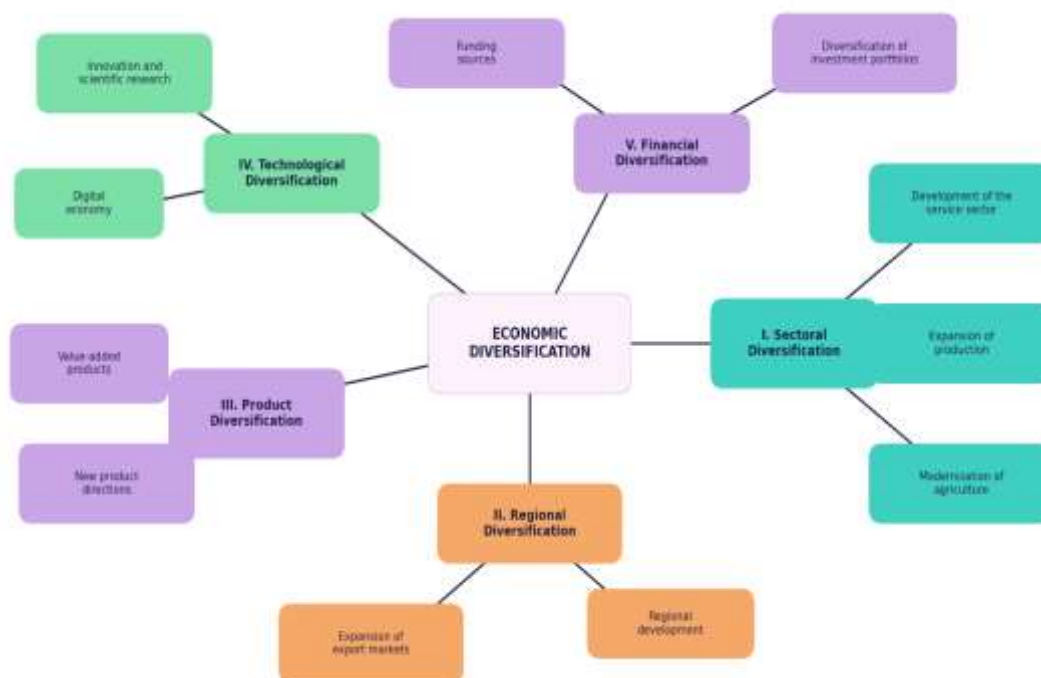 Funding
sources
Diversification of
investment portfolios
Innovation and
scientific research
V. Financial
Diversification
IV. Technological
Diversification
Digital
economy
Development of the
service sector
ECONOMIC
DIVERSIFICATION
I. Sectoral
Diversification
Expansion of
production
Value-added
products
III. Product
Diversification
New product
directions
Modernisation of
agriculture
II. Regional
Diversification
Expansion of
export markets
Regional
development